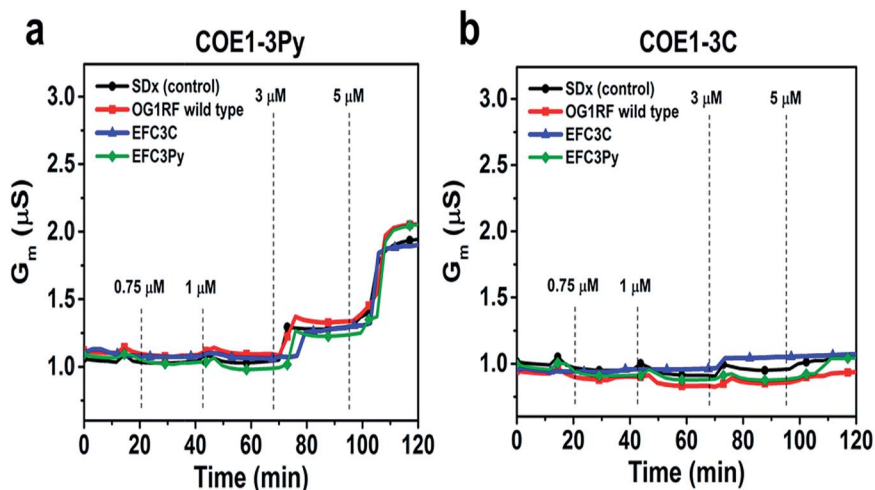 a
COE1-3Py
SDx (control)
OG1RF wild type
EFC3C
EFC3Py
3 μM
5 μM
0.75 μM
1 μM
3.0
2.5
2.0
1.5
1.0
Gm (μS)
0 20 40 60 80 100 120
Time (min)
b
COE1-3C
SDx (control)
OG1RF wild type
EFC3C
EFC3Py
3 μM
5 μM
0.75 μM
1 μM
3.0
2.5
2.0
1.5
1.0
Gm (μS)
0 20 40 60 80 100 120
Time (min)